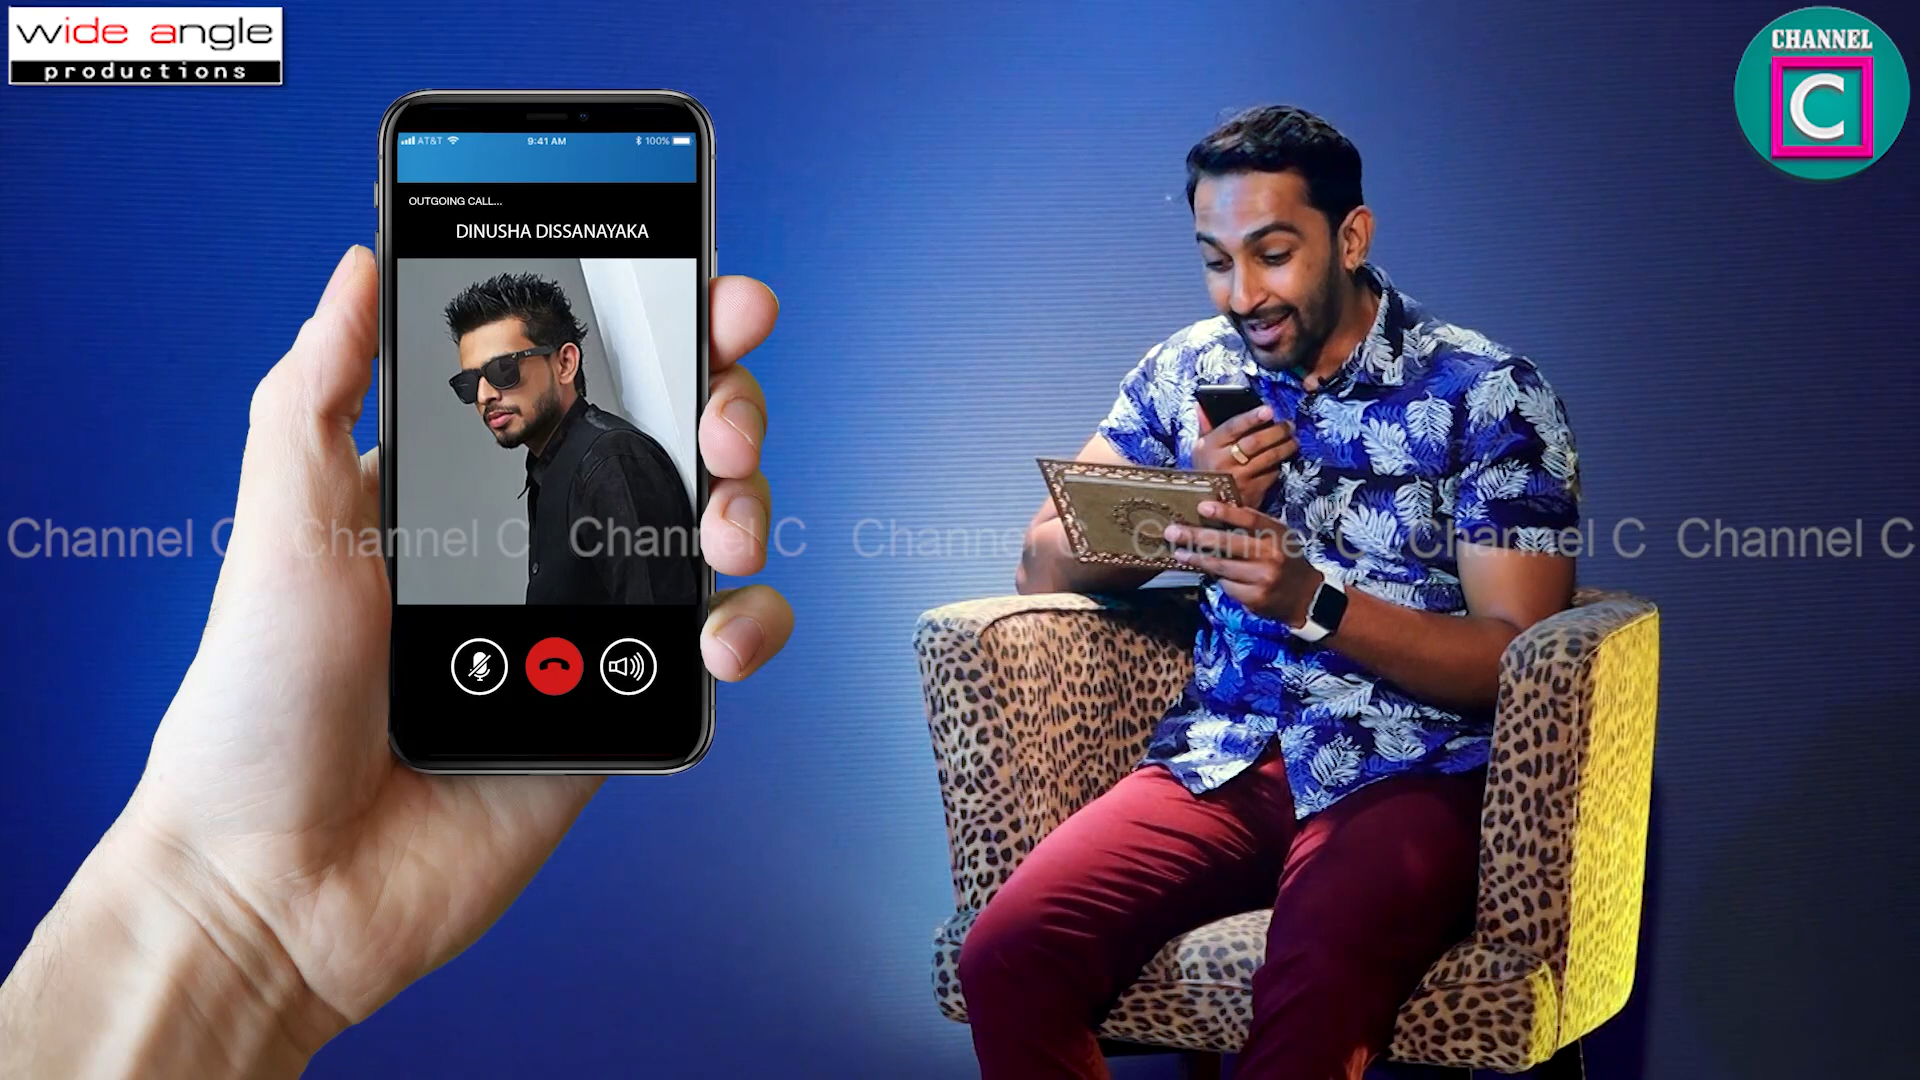 wide angle
productions
CHANNEL
C
AT&T
9:41 AM
100%
OUTGOING CALL...
DINUSHA DISSANAYAKA
Channel C Channel C Channel C Channel C Channel C Channel C Channel C